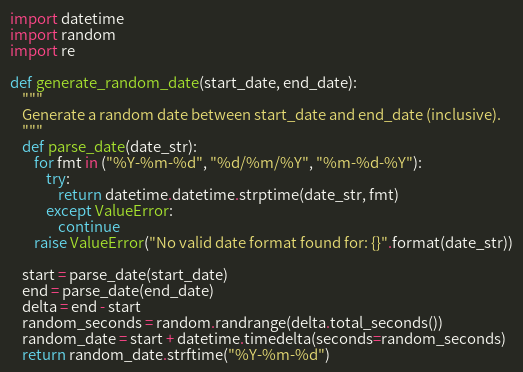 import datetime
import random
import re

def generate_random_date(start_date, end_date):
    """
    Generate a random date between start_date and end_date (inclusive).
    """
    def parse_date(date_str):
        for fmt in ("%Y-%m-%d", "%d/%m/%Y", "%m-%d-%Y"):
            try:
                return datetime.datetime.strptime(date_str, fmt)
            except ValueError:
                continue
        raise ValueError("No valid date format found for: {}".format(date_str))

    start = parse_date(start_date)
    end = parse_date(end_date)
    delta = end - start
    random_seconds = random.randrange(delta.total_seconds())
    random_date = start + datetime.timedelta(seconds=random_seconds)
    return random_date.strftime("%Y-%m-%d")